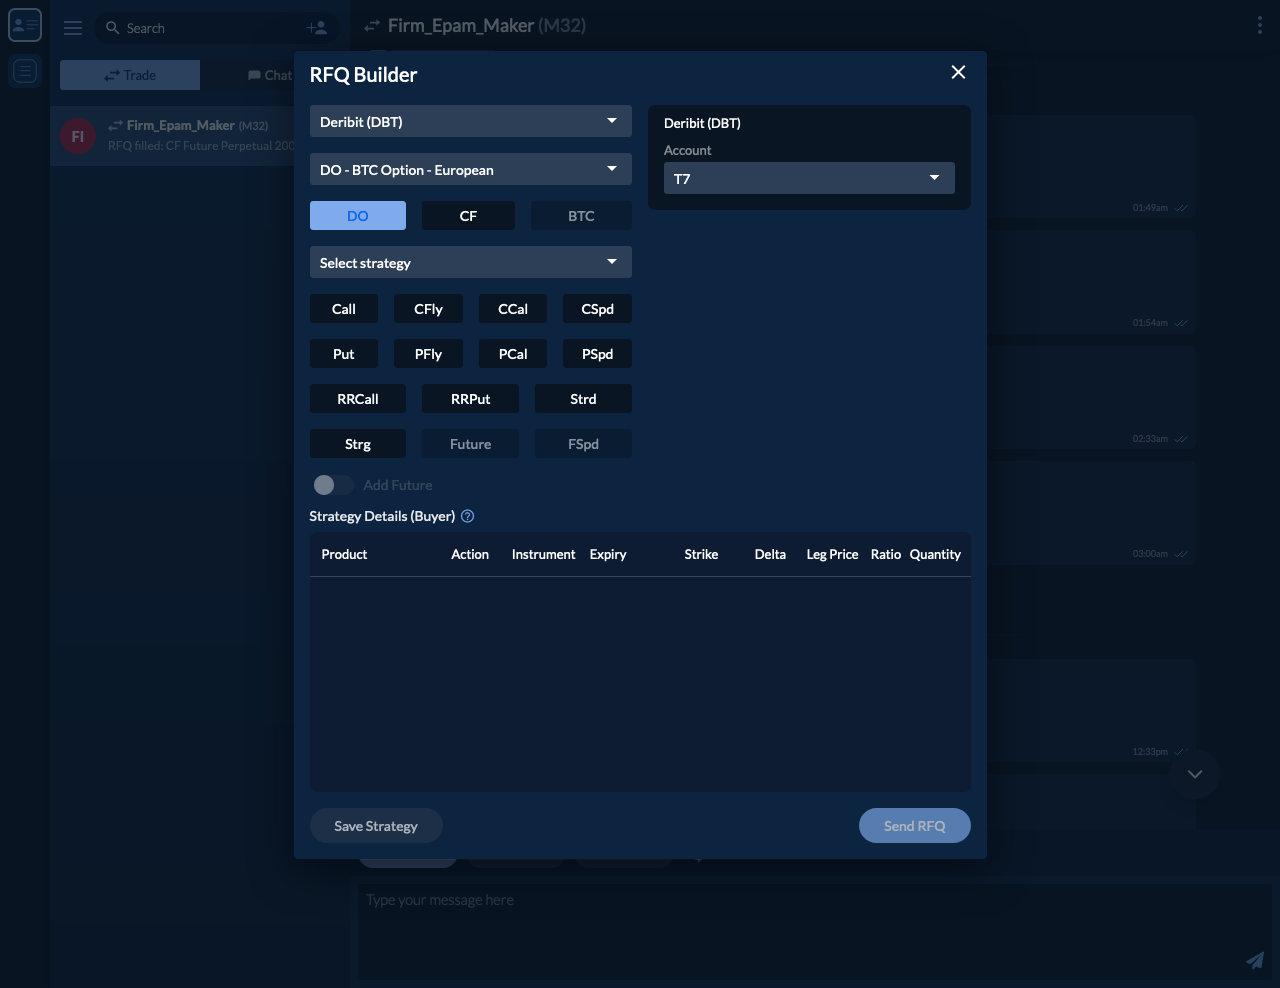 Search
Firm_Epam_Maker (M32)
Trade
Chat
FI
Firm_Epam_Maker (M32)
RFQ filled: CF Future Perpetual 200
RFQ Builder
Deribit (DBT)
DO - BTC Option - European
DO
CF
BTC
Select strategy
Call
CFly
CCal
CSpd
Put
PFly
PCal
PSpd
RRCall
RRPut
Strd
Strg
Future
FSpd
Add Future
Deribit (DBT)
Account
T7
Strategy Details (Buyer)
Product Action Instrument Expiry Strike Delta Leg Price Ratio Quantity
Save Strategy
Send RFQ
01:49am
01:54am
02:33am
03:00am
12:33pm
Type your message here